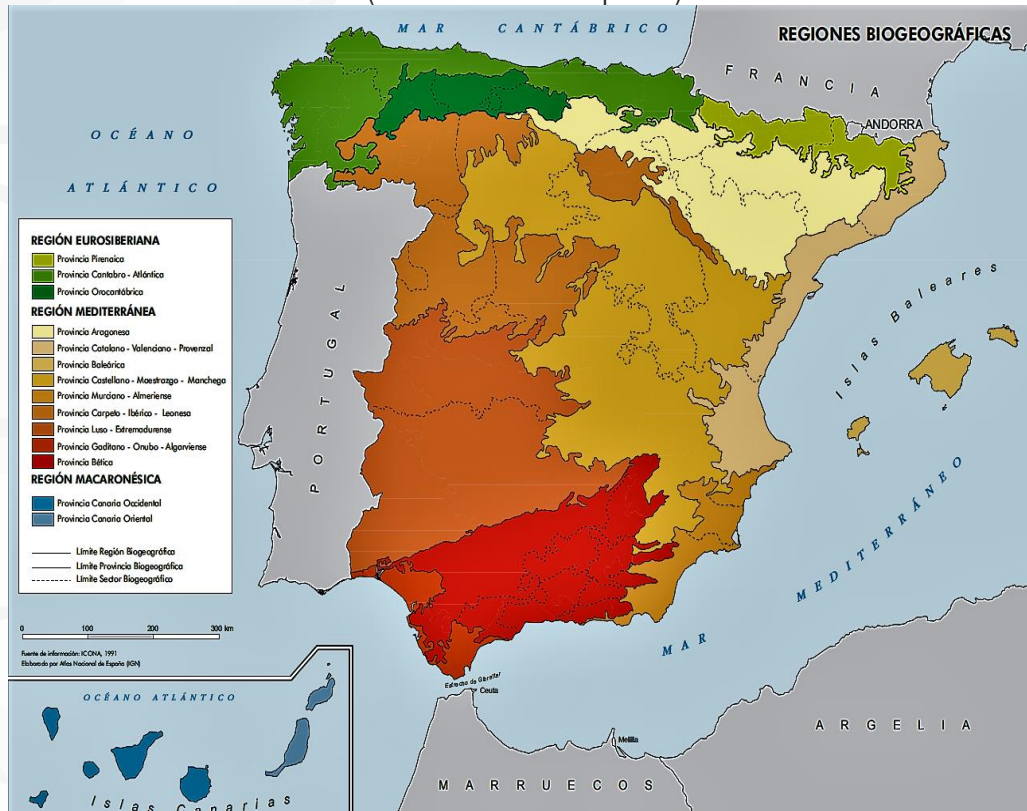 MAR CANTÁBRICO
REGIONES BIOGEOGRÁFICAS
FRANCIA
ANDORRA
OCÉANO
ATLÁNTICO
PORTUGAL
Islas Baleares
REGIÓN EUROSIBERIANA
Provincia Pirenaica
Provincia Cantabro - Atlántica
Provincia Orocantábrica
REGIÓN MEDITERRÁNEA
Provincia Aragonesa
Provincia Catalano - Valenciano - Provenzal
Provincia Baleárica
Provincia Castellano - Maestrazgo - Manchega
Provincia Murciano - Almeriense
Provincia Carpeto - Ibérico - Leonesa
Provincia Luso - Extremadurense
Provincia Gaditano - Onubo - Algarviense
Provincia Bética
REGIÓN MACARONÉSICA
Provincia Canaria Occidental
Provincia Canaria Oriental
Límite Región Biogeográfica
Límite Provincia Biogeográfica
Límite Sector Biogeográfico
0 100 200 300 km
Fuente de información: ICONA, 1991
Elaborado por Atlas Nacional de España (IGN)
MAR MEDITERRÁNEO
Estrecho de Gibraltar
Ceuta
Melilla
MARRUECOS
ARGELIA
OCÉANO ATLÁNTICO
Islas Canarias